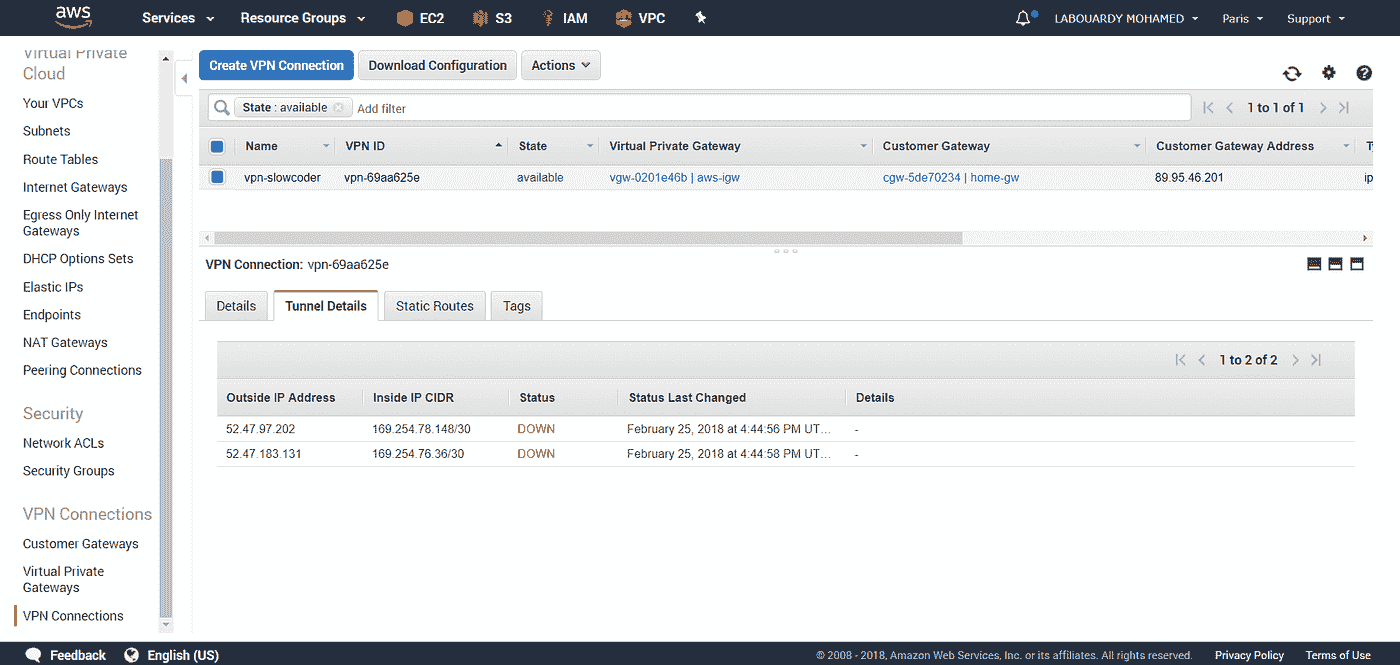 aws
Services
Resource Groups
EC2
S3
IAM
VPC
LABOUARDY MOHAMED
Paris
Support
Virtual Private
Cloud
Your VPCs
Subnets
Route Tables
Internet Gateways
Egress Only Internet
Gateways
DHCP Options Sets
Elastic IPs
Endpoints
NAT Gateways
Peering Connections
Security
Network ACLs
Security Groups
VPN Connections
Customer Gateways
Virtual Private
Gateways
VPN Connections
Create VPN Connection
Download Configuration
Actions
State : available
Add filter
1 to 1 of 1
Name VPN ID State Virtual Private Gateway Customer Gateway Customer Gateway Address
vpn-slowcoder vpn-69aa625e available vgw-0201e46b | aws-igw cgw-5de70234 | home-gw 89.95.46.201 ip
VPN Connection: vpn-69aa625e
Details
Tunnel Details
Static Routes
Tags
1 to 2 of 2
Outside IP Address Inside IP CIDR Status Status Last Changed Details
52.47.97.202 169.254.78.148/30 DOWN February 25, 2018 at 4:44:56 PM UT... -
52.47.183.131 169.254.76.36/30 DOWN February 25, 2018 at 4:44:58 PM UT... -
Feedback
English (US)
© 2008 - 2018, Amazon Web Services, Inc. or its affiliates. All rights reserved.
Privacy Policy
Terms of Use